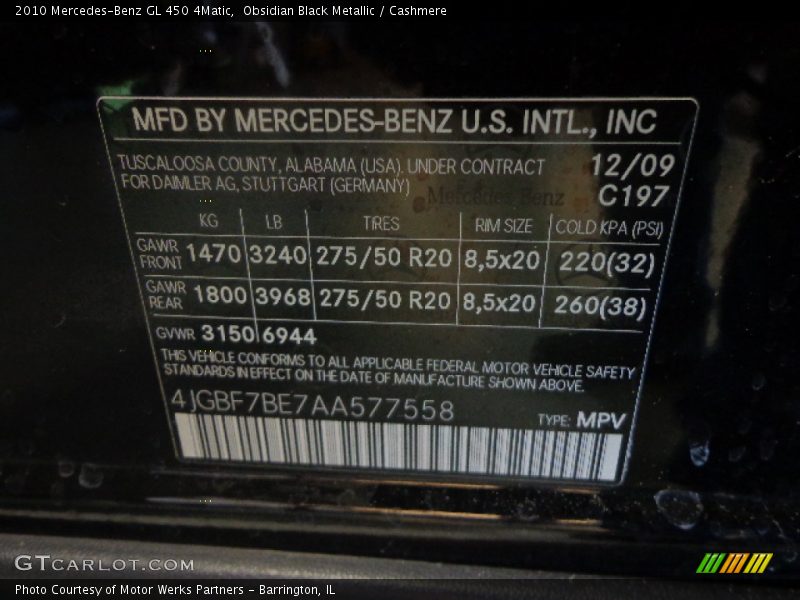 2010 Mercedes-Benz GL 450 4Matic,  Obsidian Black Metallic / Cashmere
MFD BY MERCEDES-BENZ U.S. INTL., INC
TUSCALOOSA COUNTY, ALABAMA (USA). UNDER CONTRACT 12/09
FOR DAIMLER AG, STUTTGART (GERMANY) C197
Mercedes Benz
KG LB TIRES RIM SIZE COLD KPA (PSI)
GAWR FRONT 1470 3240 275/50 R20 8,5x20 220(32)
GAWR REAR 1800 3968 275/50 R20 8,5x20 260(38)
GVWR 3150 6944
THIS VEHICLE CONFORMS TO ALL APPLICABLE FEDERAL MOTOR VEHICLE SAFETY
STANDARDS IN EFFECT ON THE DATE OF MANUFACTURE SHOWN ABOVE.
4JGBF7BE7AA577558 TYPE: MPV
GTCARLOT.COM
Photo Courtesy of Motor Werks Partners - Barrington, IL